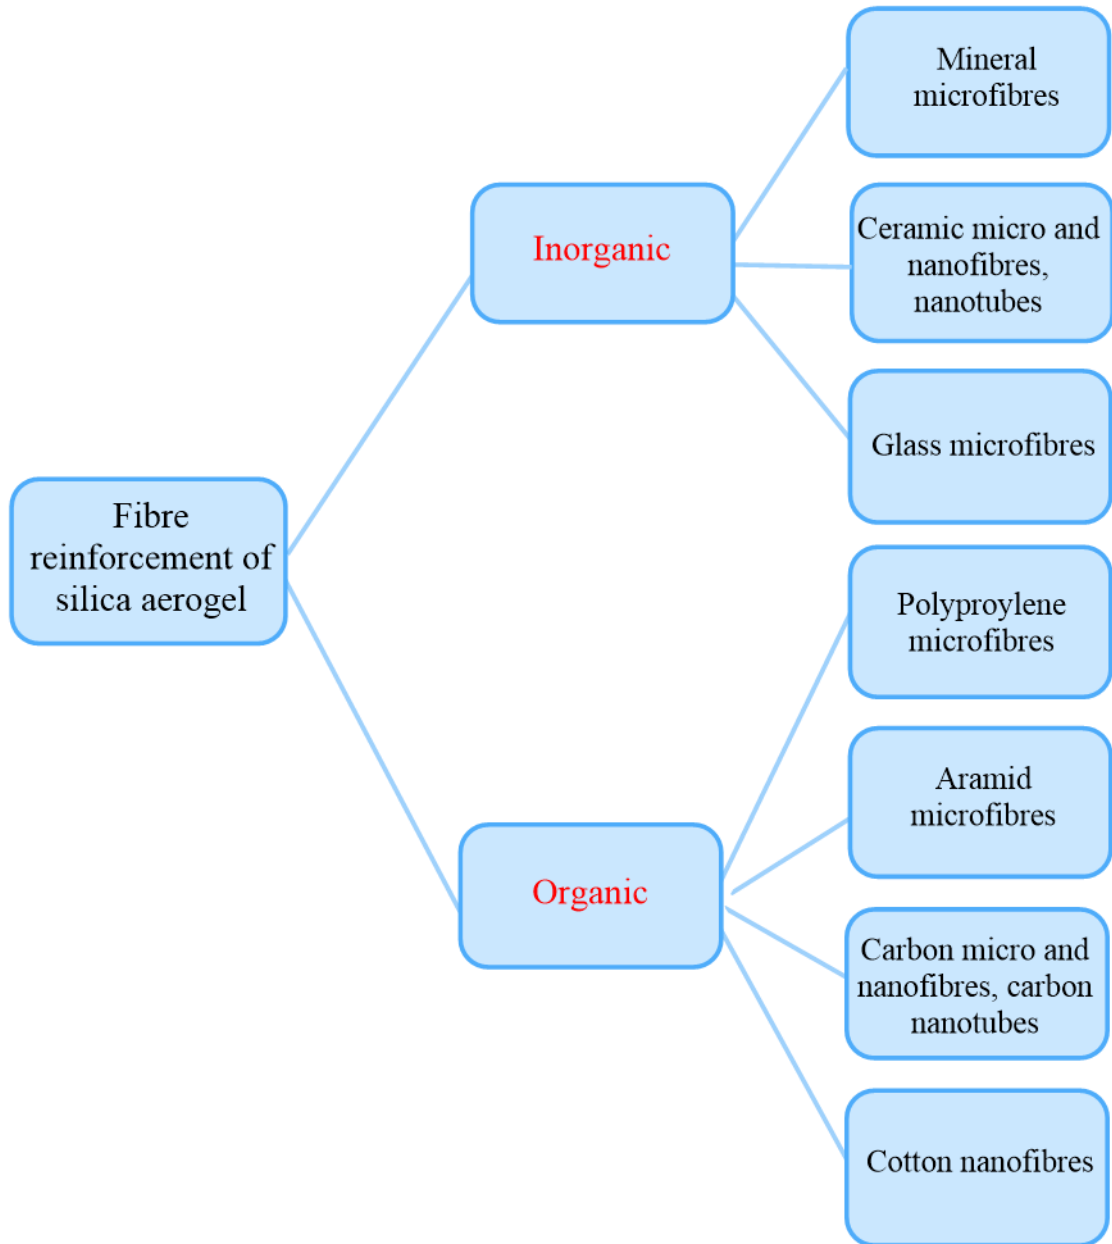 Mineral
microfibres
Inorganic
Ceramic micro and
nanofibres,
nanotubes
Glass microfibres
Fibre
reinforcement of
silica aerogel
Polyproylene
microfibres
Aramid
microfibres
Organic
Carbon micro and
nanofibres, carbon
nanotubes
Cotton nanofibres